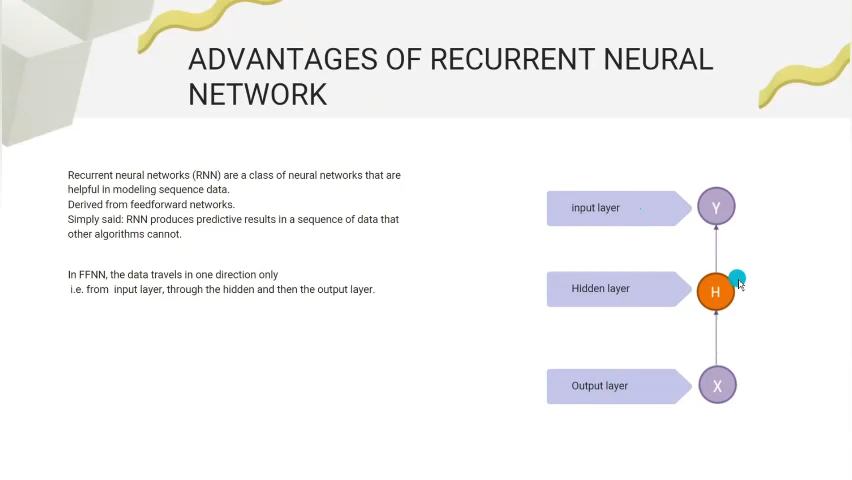 ADVANTAGES OF RECURRENT NEURAL
NETWORK
Recurrent neural networks (RNN) are a class of neural networks that are
helpful in modeling sequence data.
Derived from feedforward networks.
Simply said: RNN produces predictive results in a sequence of data that
other algorithms cannot.
In FFNN, the data travels in one direction only
i.e. from input layer, through the hidden and then the output layer.
input layer
Y
Hidden layer
H
Output layer
X